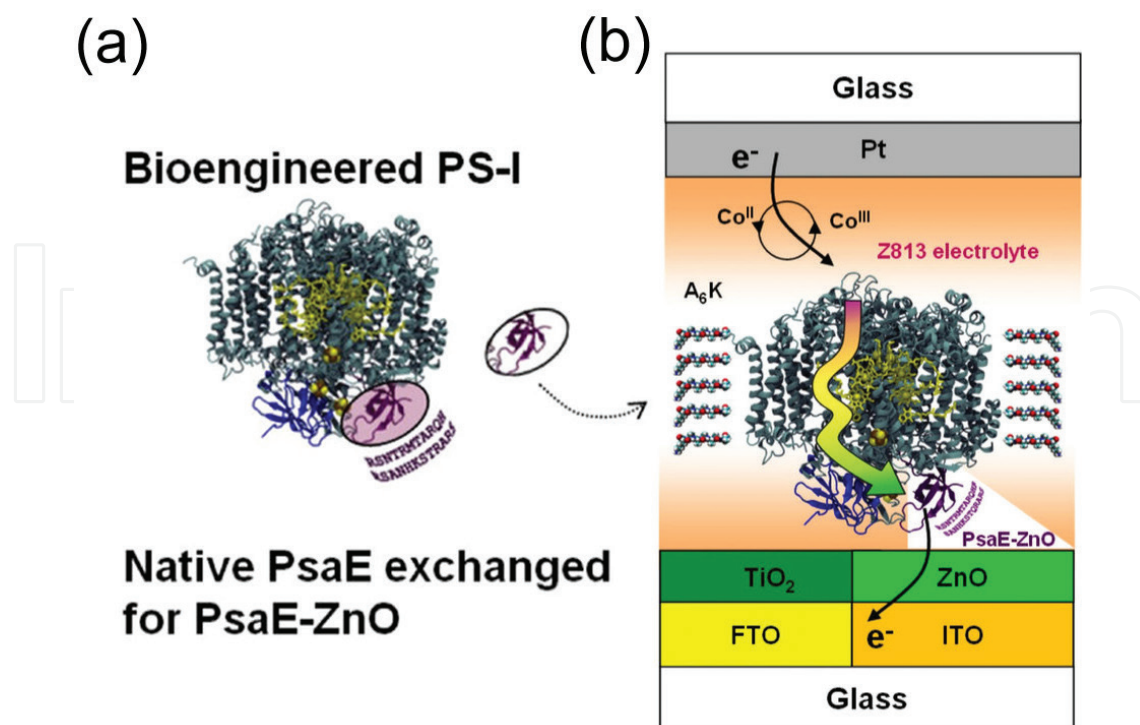 (a)
Bioengineered PS-I
Native PsaE exchanged
for PsaE-ZnO
(b)
Glass
Pt
e-
Co^II
Co^III
Z813 electrolyte
A₆K
PsaE-ZnO
TiO₂
ZnO
FTO
e-
ITO
Glass